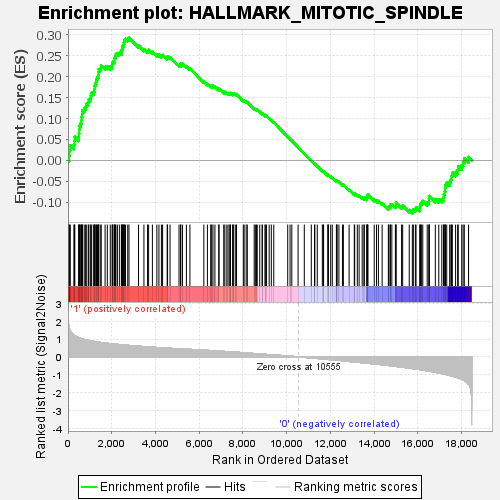 Enrichment plot: HALLMARK_MITOTIC_SPINDLE
Enrichment score (ES)
0.30
0.25
0.20
0.15
0.10
0.05
0.00
-0.05
-0.10
'1' (positively correlated)
Ranked list metric (Signal2Noise)
3
2
1
0
-1
-2
-3
-4
Zero cross at 10555
'0' (negatively correlated)
0 2,000 4,000 6,000 8,000 10,000 12,000 14,000 16,000 18,000
Rank in Ordered Dataset
Enrichment profile Hits Ranking metric scores